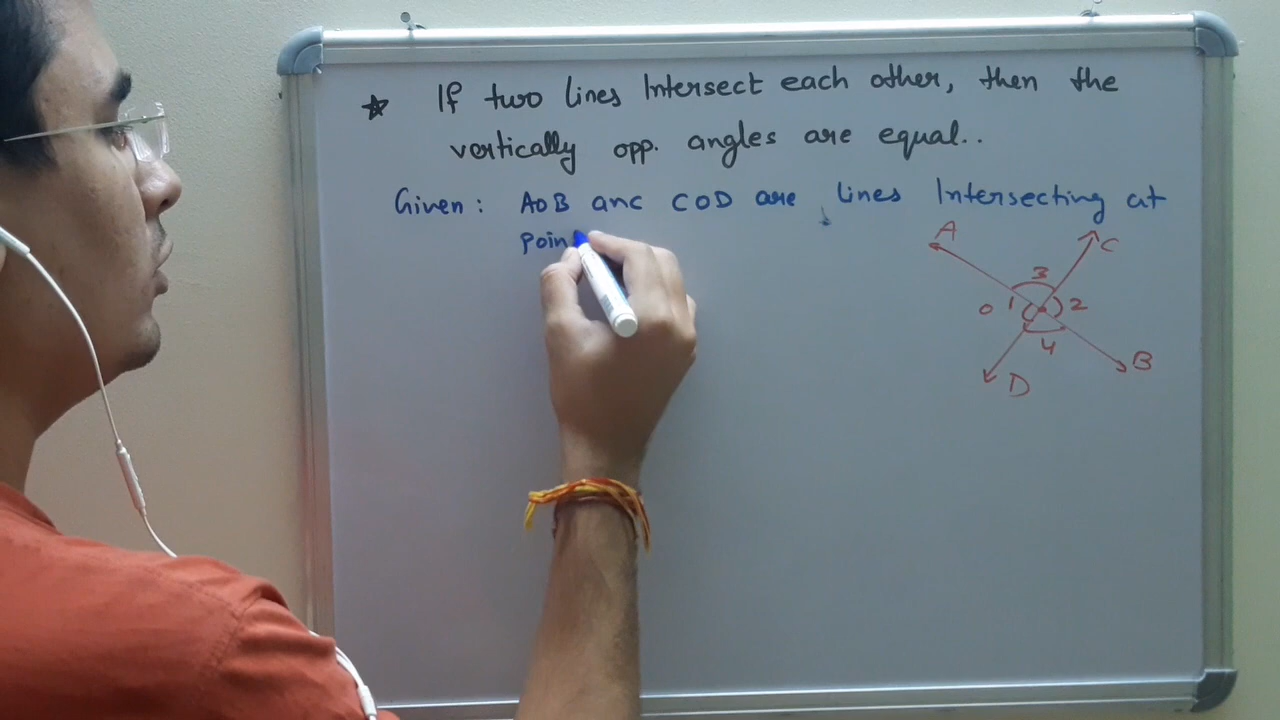 ☆ If two lines Intersect each other, then the
vertically opp. angles are equal..
Given: AOB anc COD are lines Intersecting at
poin
A
C
3
O 1 2
4
B
D